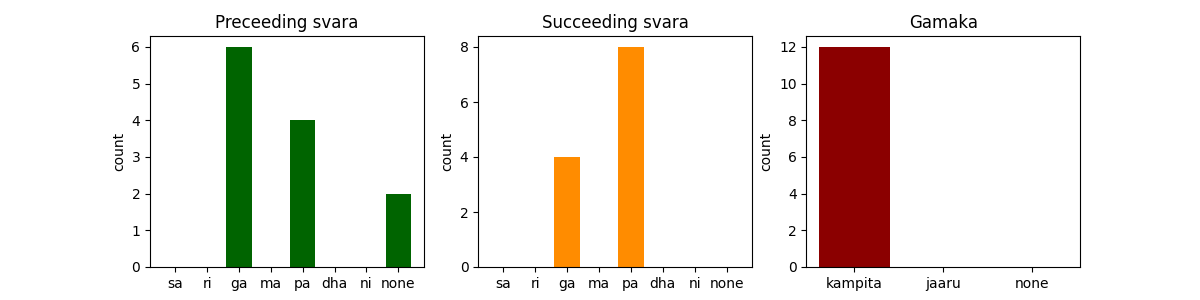 Preceeding svara
count
6
5
4
3
2
1
0
sa ri ga ma pa dha ni none
Succeeding svara
count
8
6
4
2
0
sa ri ga ma pa dha ni none
Gamaka
count
12
10
8
6
4
2
0
kampita jaaru none